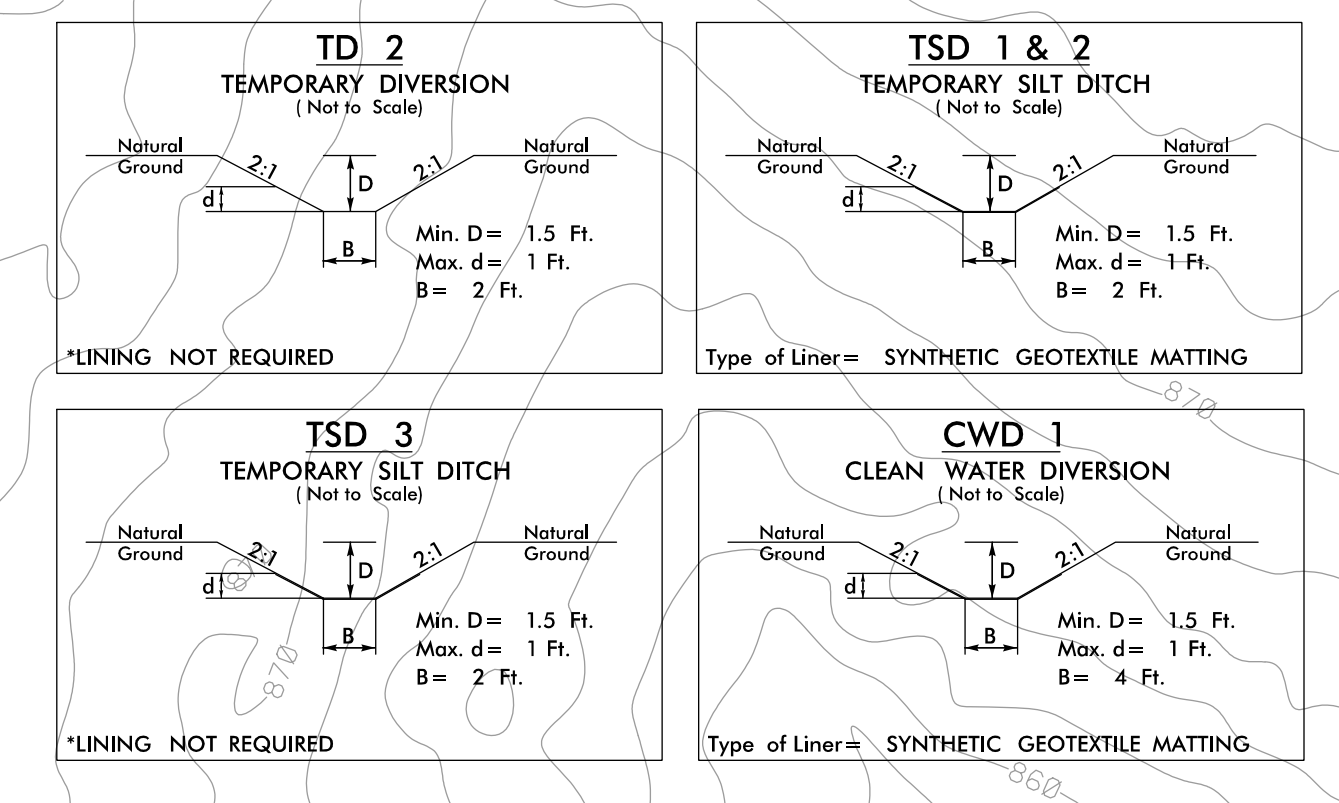 TD 2
TEMPORARY DIVERSION
( Not to Scale)
Natural
Ground
2:1
2:1
Natural
Ground
D
d
B
Min. D= 1.5 Ft.
Max. d= 1 Ft.
B= 2 Ft.
*LINING NOT REQUIRED
TSD 1 & 2
TEMPORARY SILT DITCH
( Not to Scale)
Natural
Ground
2:1
2:1
Natural
Ground
D
d
B
Min. D= 1.5 Ft.
Max. d= 1 Ft.
B= 2 Ft.
Type of Liner= SYNTHETIC GEOTEXTILE MATTING
870
TSD 3
TEMPORARY SILT DITCH
( Not to Scale)
Natural
Ground
2:1
2:1
Natural
Ground
D
d
B
Min. D= 1.5 Ft.
Max. d= 1 Ft.
B= 2 Ft.
870
*LINING NOT REQUIRED
CWD 1
CLEAN WATER DIVERSION
( Not to Scale)
Natural
Ground
2:1
2:1
Natural
Ground
D
d
B
Min. D= 1.5 Ft.
Max. d= 1 Ft.
B= 4 Ft.
Type of Liner= SYNTHETIC GEOTEXTILE MATTING
860